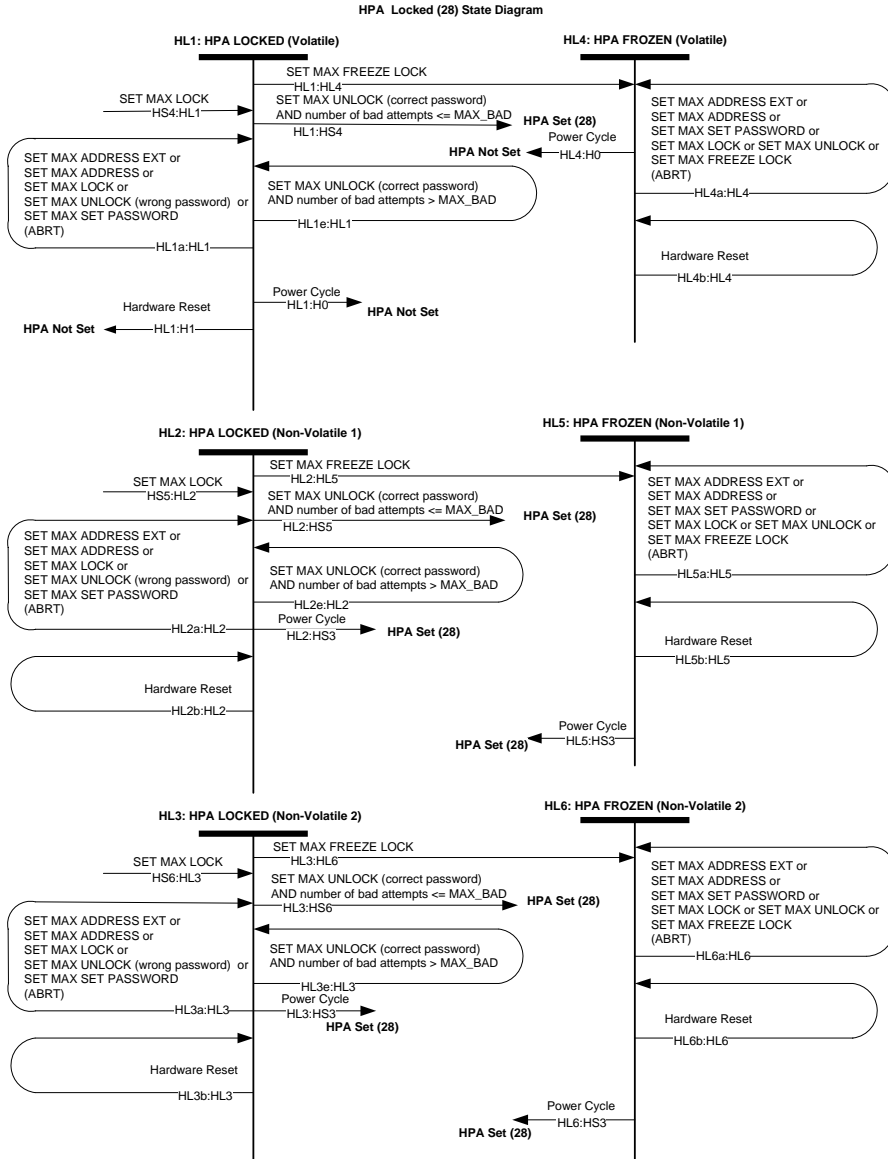 HPA Locked (28) State Diagram
HL1: HPA LOCKED (Volatile)
HL4: HPA FROZEN (Volatile)
SET MAX FREEZE LOCK
HL1:HL4
SET MAX LOCK
HS4:HL1
SET MAX UNLOCK (correct password)
AND number of bad attempts <= MAX_BAD
HL1:HS4
HPA Set (28)
Power Cycle
HL4:H0
HPA Not Set
SET MAX ADDRESS EXT or
SET MAX ADDRESS or
SET MAX SET PASSWORD or
SET MAX LOCK or SET MAX UNLOCK or
SET MAX FREEZE LOCK
(ABRT)
HL4a:HL4
SET MAX ADDRESS EXT or
SET MAX ADDRESS or
SET MAX LOCK or
SET MAX UNLOCK (wrong password) or
SET MAX SET PASSWORD
(ABRT)
HL1a:HL1
SET MAX UNLOCK (correct password)
AND number of bad attempts > MAX_BAD
HL1e:HL1
Hardware Reset
HL4b:HL4
Power Cycle
HL1:H0
HPA Not Set
Hardware Reset
HL1:H1
HPA Not Set
HL2: HPA LOCKED (Non-Volatile 1)
HL5: HPA FROZEN (Non-Volatile 1)
SET MAX FREEZE LOCK
HL2:HL5
SET MAX LOCK
HS5:HL2
SET MAX UNLOCK (correct password)
AND number of bad attempts <= MAX_BAD
HL2:HS5
HPA Set (28)
SET MAX ADDRESS EXT or
SET MAX ADDRESS or
SET MAX SET PASSWORD or
SET MAX LOCK or SET MAX UNLOCK or
SET MAX FREEZE LOCK
(ABRT)
HL5a:HL5
SET MAX ADDRESS EXT or
SET MAX ADDRESS or
SET MAX LOCK or
SET MAX UNLOCK (wrong password) or
SET MAX SET PASSWORD
(ABRT)
HL2a:HL2
SET MAX UNLOCK (correct password)
AND number of bad attempts > MAX_BAD
HL2e:HL2
Power Cycle
HL2:HS3
HPA Set (28)
Hardware Reset
HL5b:HL5
Hardware Reset
HL2b:HL2
Power Cycle
HL5:HS3
HPA Set (28)
HL3: HPA LOCKED (Non-Volatile 2)
HL6: HPA FROZEN (Non-Volatile 2)
SET MAX FREEZE LOCK
HL3:HL6
SET MAX LOCK
HS6:HL3
SET MAX UNLOCK (correct password)
AND number of bad attempts <= MAX_BAD
HL3:HS6
HPA Set (28)
SET MAX ADDRESS EXT or
SET MAX ADDRESS or
SET MAX SET PASSWORD or
SET MAX LOCK or SET MAX UNLOCK or
SET MAX FREEZE LOCK
(ABRT)
HL6a:HL6
SET MAX ADDRESS EXT or
SET MAX ADDRESS or
SET MAX LOCK or
SET MAX UNLOCK (wrong password) or
SET MAX SET PASSWORD
(ABRT)
HL3a:HL3
SET MAX UNLOCK (correct password)
AND number of bad attempts > MAX_BAD
HL3e:HL3
Power Cycle
HL3:HS3
HPA Set (28)
Hardware Reset
HL6b:HL6
Hardware Reset
HL3b:HL3
Power Cycle
HL6:HS3
HPA Set (28)